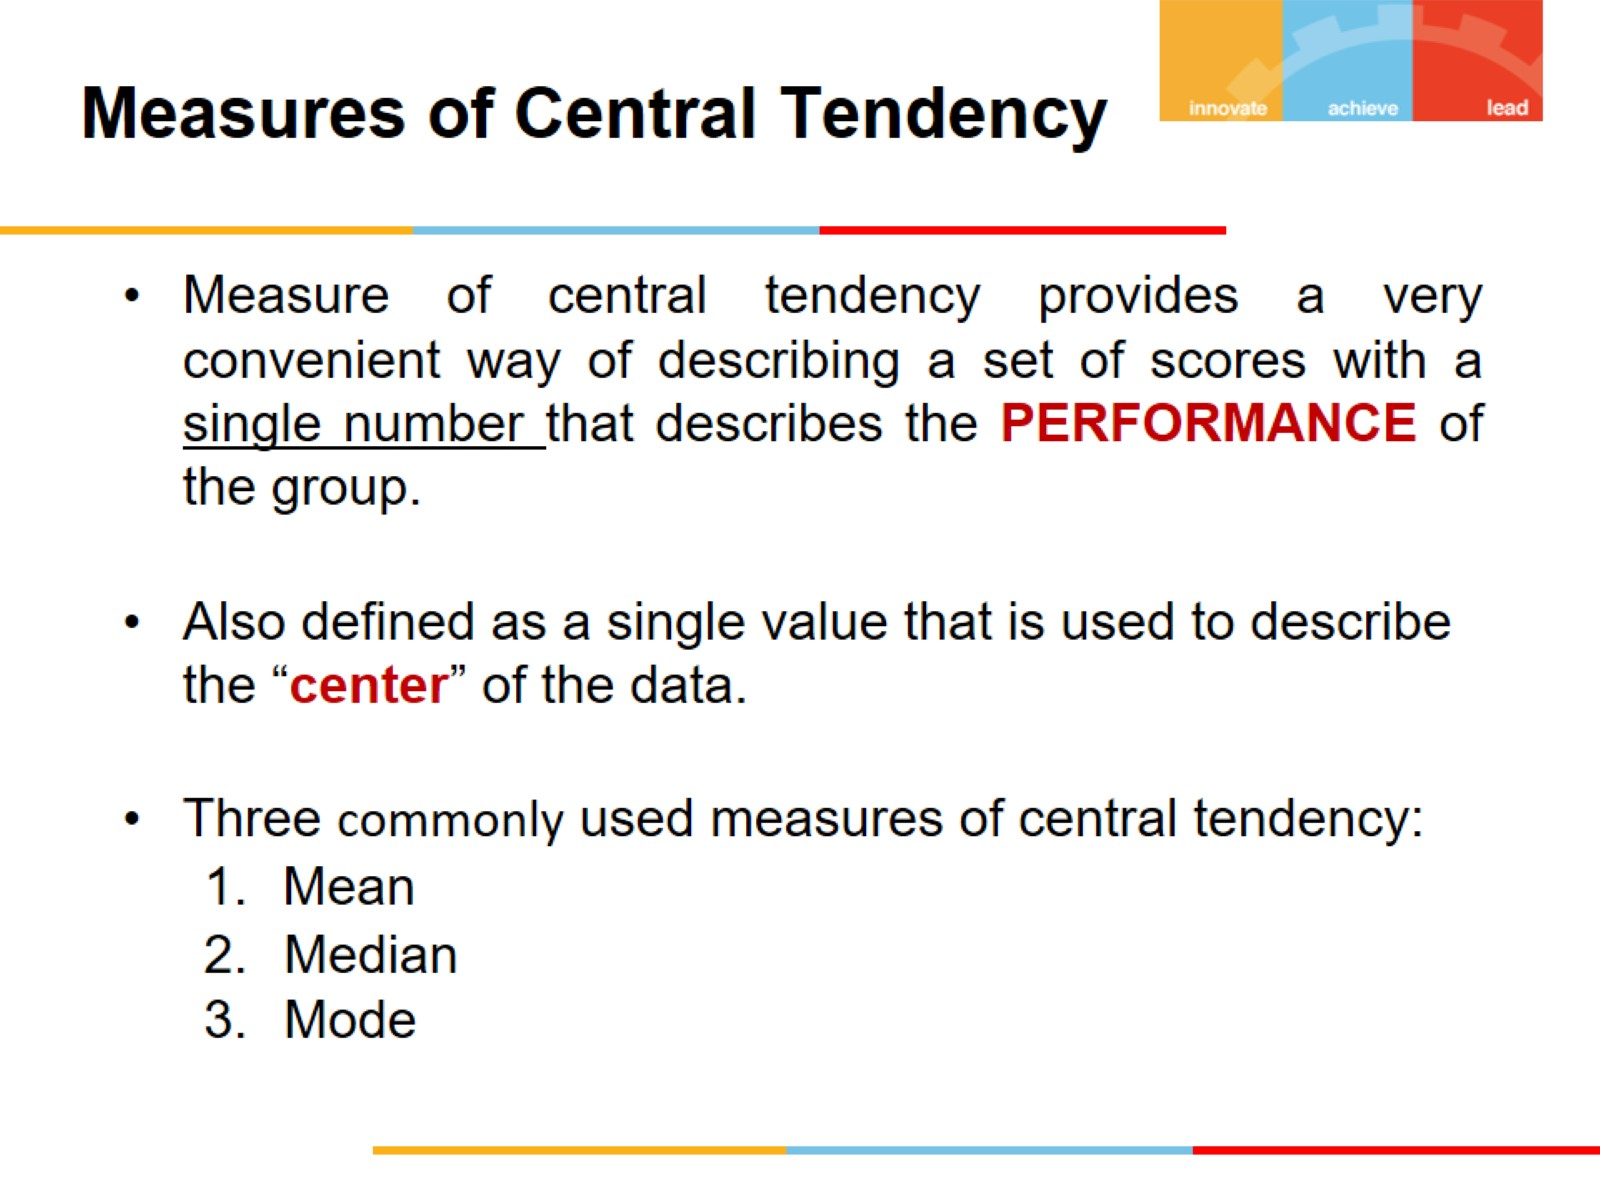 Measures of Central Tendency
innovate achieve lead
• Measure of central tendency provides a very
convenient way of describing a set of scores with a
single number that describes the PERFORMANCE of
the group.
• Also defined as a single value that is used to describe
the “center” of the data.
• Three commonly used measures of central tendency:
1. Mean
2. Median
3. Mode